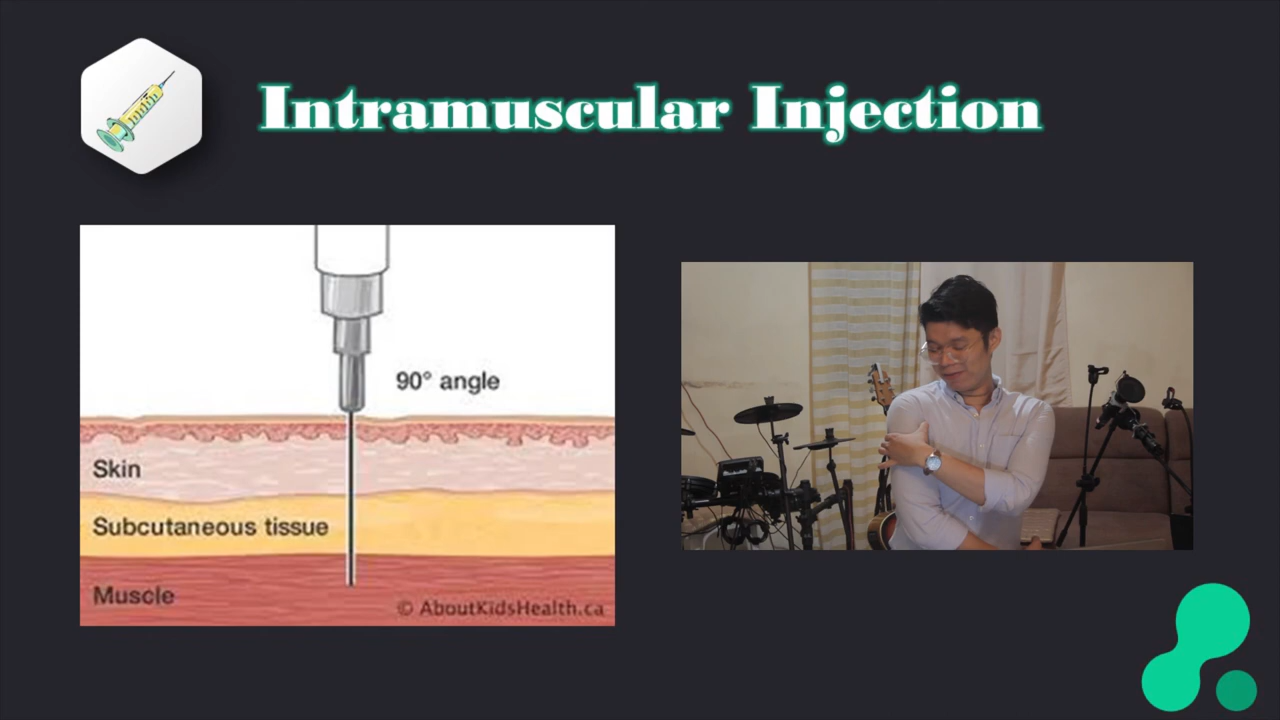 Intramuscular Injection
90° angle
Skin
Subcutaneous tissue
Muscle
© AboutKidsHealth.ca